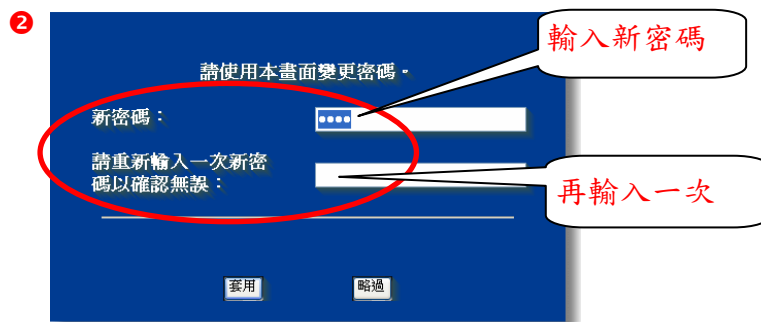 ❷
輸入新密碼
請使用本畫面變更密碼。
新密碼：
••••
請重新輸入一次新密
碼以確認無誤：
再輸入一次
套用
略過